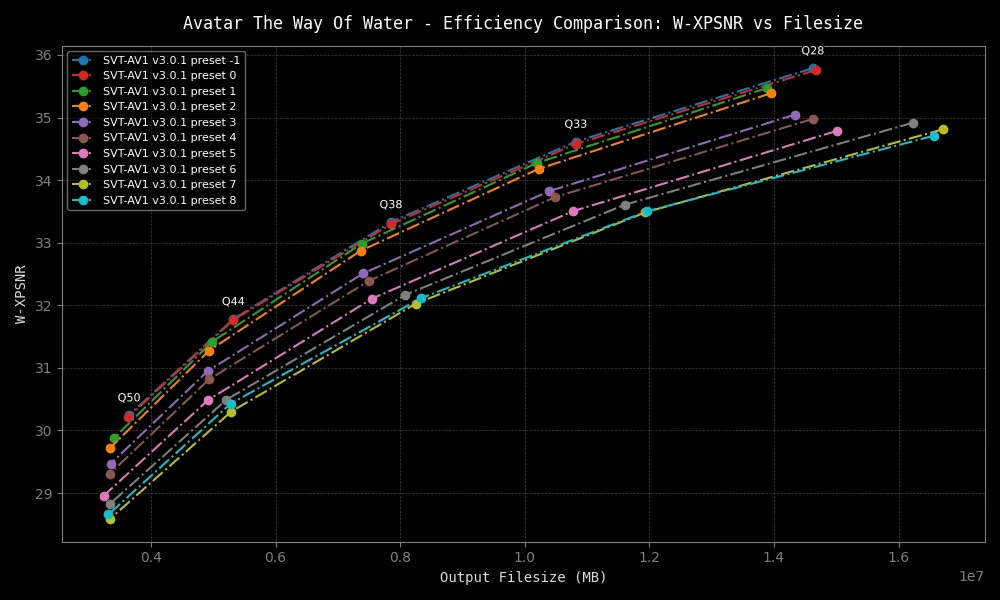 Avatar The Way Of Water - Efficiency Comparison: W-XPSNR vs Filesize
SVT-AV1 v3.0.1 preset -1
SVT-AV1 v3.0.1 preset 0
SVT-AV1 v3.0.1 preset 1
SVT-AV1 v3.0.1 preset 2
SVT-AV1 v3.0.1 preset 3
SVT-AV1 v3.0.1 preset 4
SVT-AV1 v3.0.1 preset 5
SVT-AV1 v3.0.1 preset 6
SVT-AV1 v3.0.1 preset 7
SVT-AV1 v3.0.1 preset 8
Q28
Q33
Q38
Q44
Q50
W-XPSNR
36
35
34
33
32
31
30
29
0.4 0.6 0.8 1.0 1.2 1.4 1.6
1e7
Output Filesize (MB)